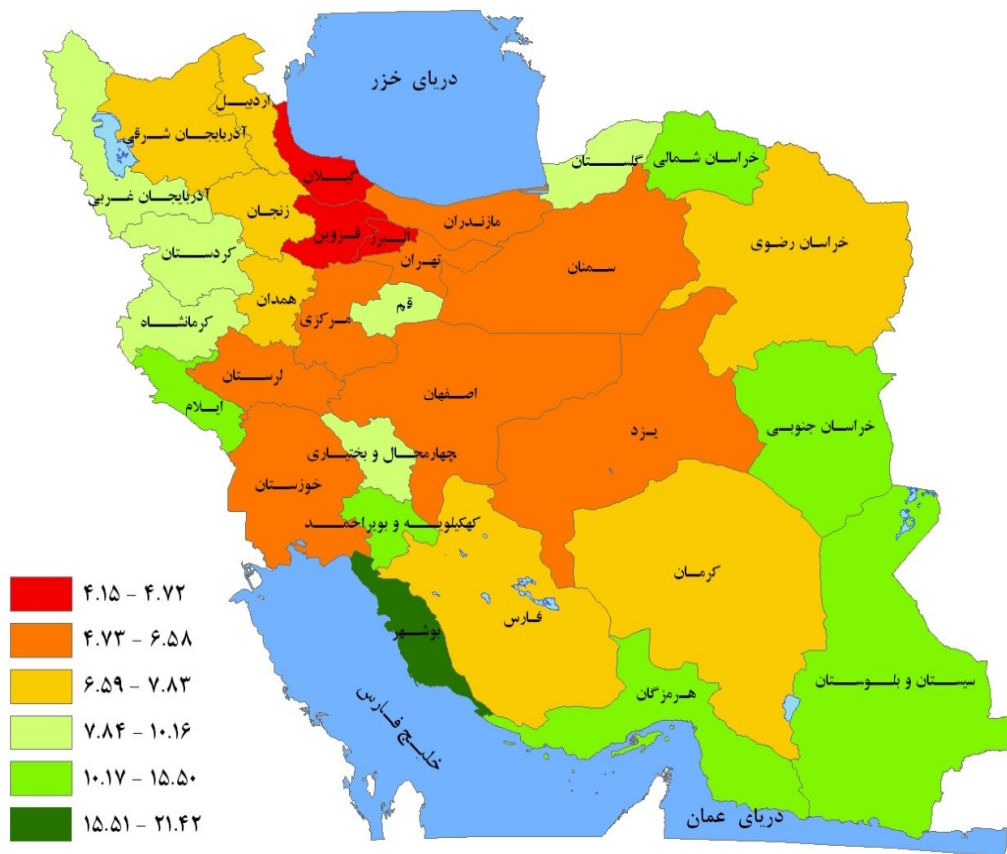 دریای خزر
اردبیل
آذربایجان شرقی
گلستان
خراسان شمالی
گیلان
آذربایجان غربی
زنجان
مازندران
قزوین
البرز
خراسان رضوی
کردستان
تهران
سمنان
همدان
مرکزی
قم
کرمانشاه
لرستان
اصفهان
ایلام
یزد
خراسان جنوبی
چهارمحال و بختیاری
خوزستان
کهکیلویه و بویراحمد
کرمان
فارس
بوشهر
سیستان و بلوستان
هرمزگان
خلیج فارس
دریای عمان
۴.۱۵ - ۴.۷۲
۴.۷۳ - ۶.۵۸
۶.۵۹ - ۷.۸۳
۷.۸۴ - ۱۰.۱۶
۱۰.۱۷ - ۱۵.۵۰
۱۵.۵۱ - ۲۱.۴۲